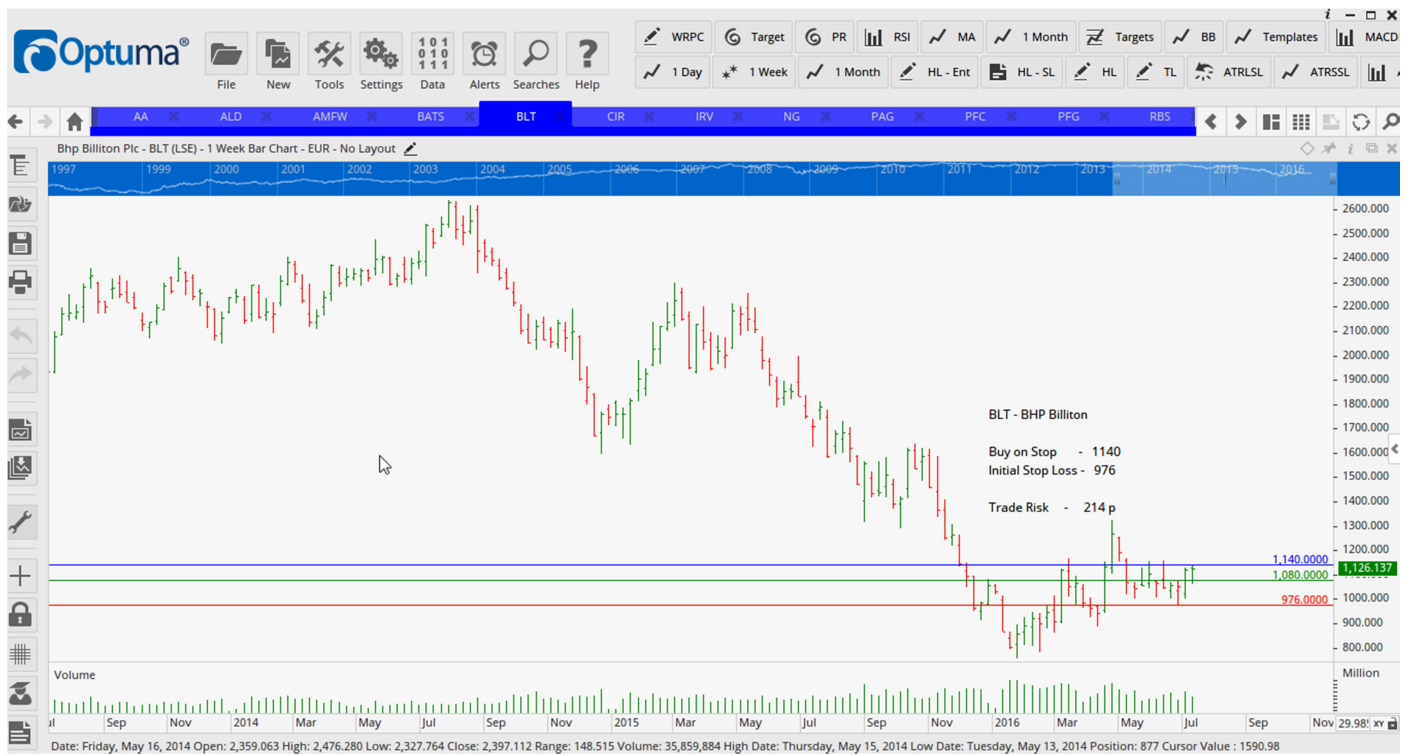 Optuma®
File
New
Tools
Settings
Data
Alerts
Searches
Help
WRPC
Target
PR
RSI
MA
1 Month
Targets
BB
Templates
MACD
1 Day
1 Week
1 Month
HL - Ent
HL - SL
HL
TL
ATRLSL
ATRSSL
AA
ALD
AMFW
BATS
BLT
CIR
IRV
NG
PAG
PFC
PFG
RBS
Bhp Billiton Plc - BLT (LSE) - 1 Week Bar Chart - EUR - No Layout
1997 1999 2000 2001 2002 2003 2004 2005 2006 2007 2008 2009 2010 2011 2012 2013 2014 2015 2016
2600.000
2500.000
2400.000
2300.000
2200.000
2100.000
2000.000
1900.000
1800.000
1700.000
1600.000
1500.000
1400.000
1300.000
1200.000
1000.000
900.000
800.000
BLT - BHP Billiton
Buy on Stop - 1140
Initial Stop Loss - 976
Trade Risk - 214 p
1,140.0000
1,126.137
1,080.0000
976.0000
Volume
Million
Sep Nov 2014 Mar May Jul Sep Nov 2015 Mar May Jul Sep Nov 2016 Mar May Jul Sep Nov
XY
Date: Friday, May 16, 2014 Open: 2,359.063 High: 2,476.280 Low: 2,327.764 Close: 2,397.112 Range: 148.515 Volume: 35,859,884 High Date: Thursday, May 15, 2014 Low Date: Tuesday, May 13, 2014 Position: 877 Cursor Value : 1590.98